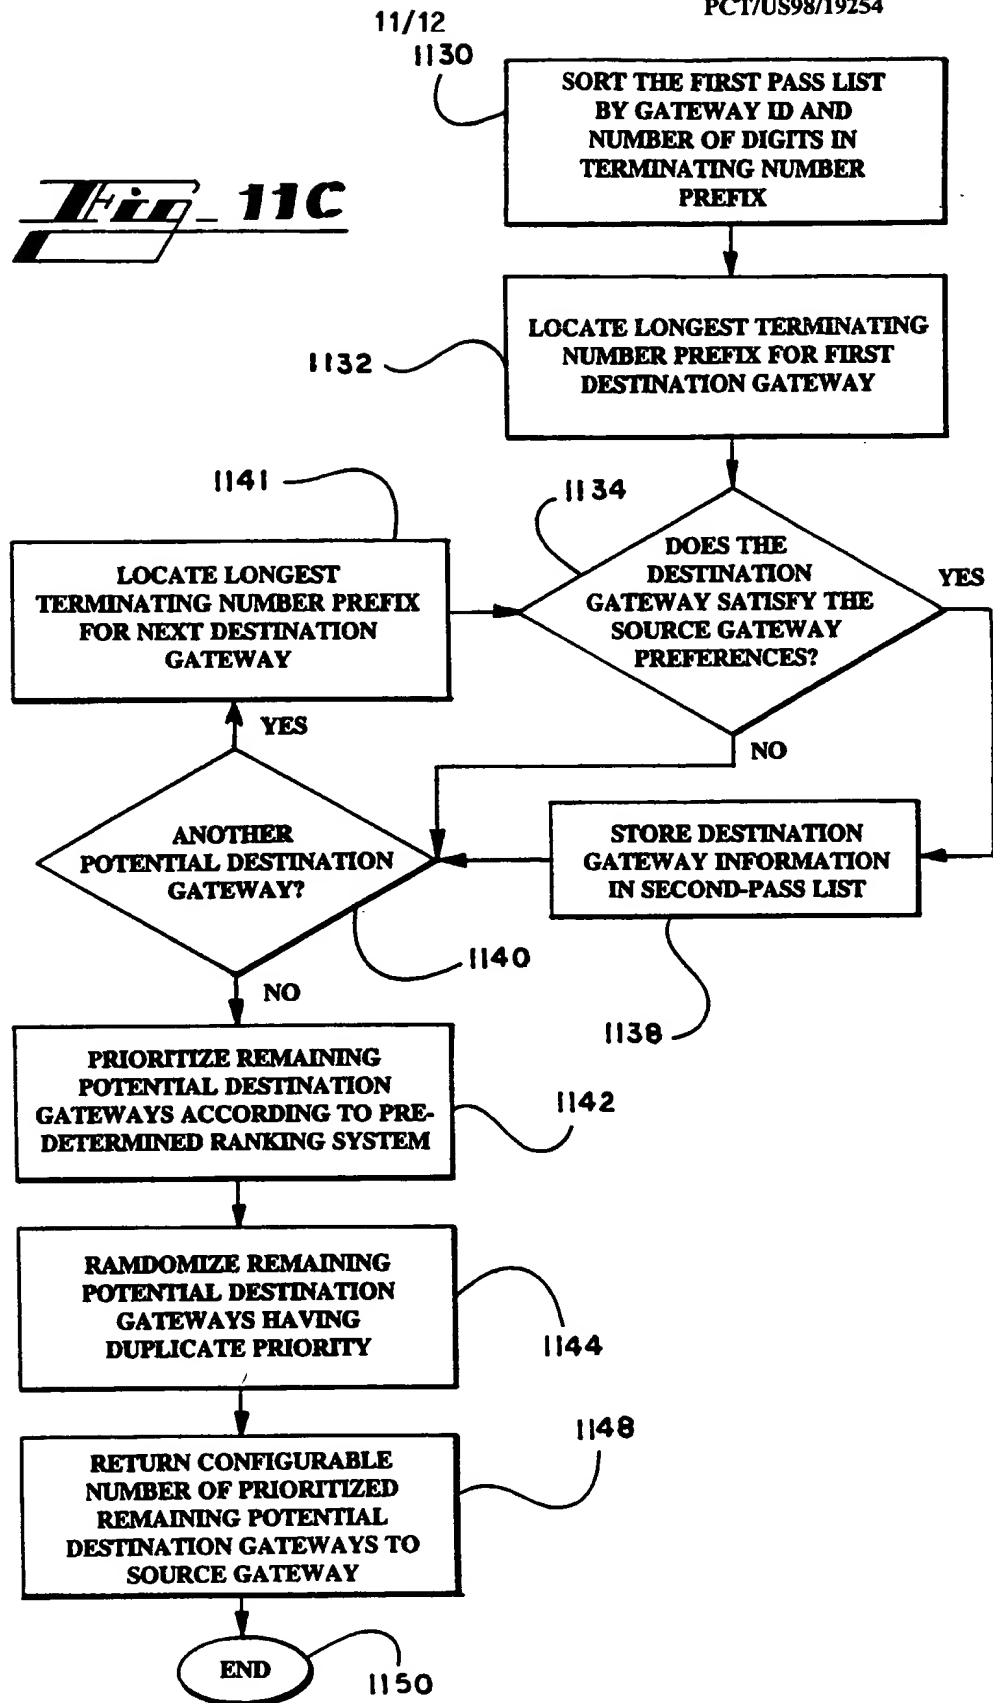 PCT/US98/19254
11/12
1130
SORT THE FIRST PASS LIST
BY GATEWAY ID AND
NUMBER OF DIGITS IN
TERMINATING NUMBER
PREFIX
Fig_ 11C
1132
LOCATE LONGEST TERMINATING
NUMBER PREFIX FOR FIRST
DESTINATION GATEWAY
1141
1134
LOCATE LONGEST
TERMINATING NUMBER PREFIX
FOR NEXT DESTINATION
GATEWAY
DOES THE
DESTINATION
GATEWAY SATISFY THE
SOURCE GATEWAY
PREFERENCES?
YES
YES
NO
ANOTHER
POTENTIAL DESTINATION
GATEWAY?
STORE DESTINATION
GATEWAY INFORMATION
IN SECOND-PASS LIST
1140
NO
1138
PRIORITIZE REMAINING
POTENTIAL DESTINATION
GATEWAYS ACCORDING TO PRE-
DETERMINED RANKING SYSTEM
1142
RAMDOMIZE REMAINING
POTENTIAL DESTINATION
GATEWAYS HAVING
DUPLICATE PRIORITY
1144
RETURN CONFIGURABLE
NUMBER OF PRIORITIZED
REMAINING POTENTIAL
DESTINATION GATEWAYS TO
SOURCE GATEWAY
1148
END
1150